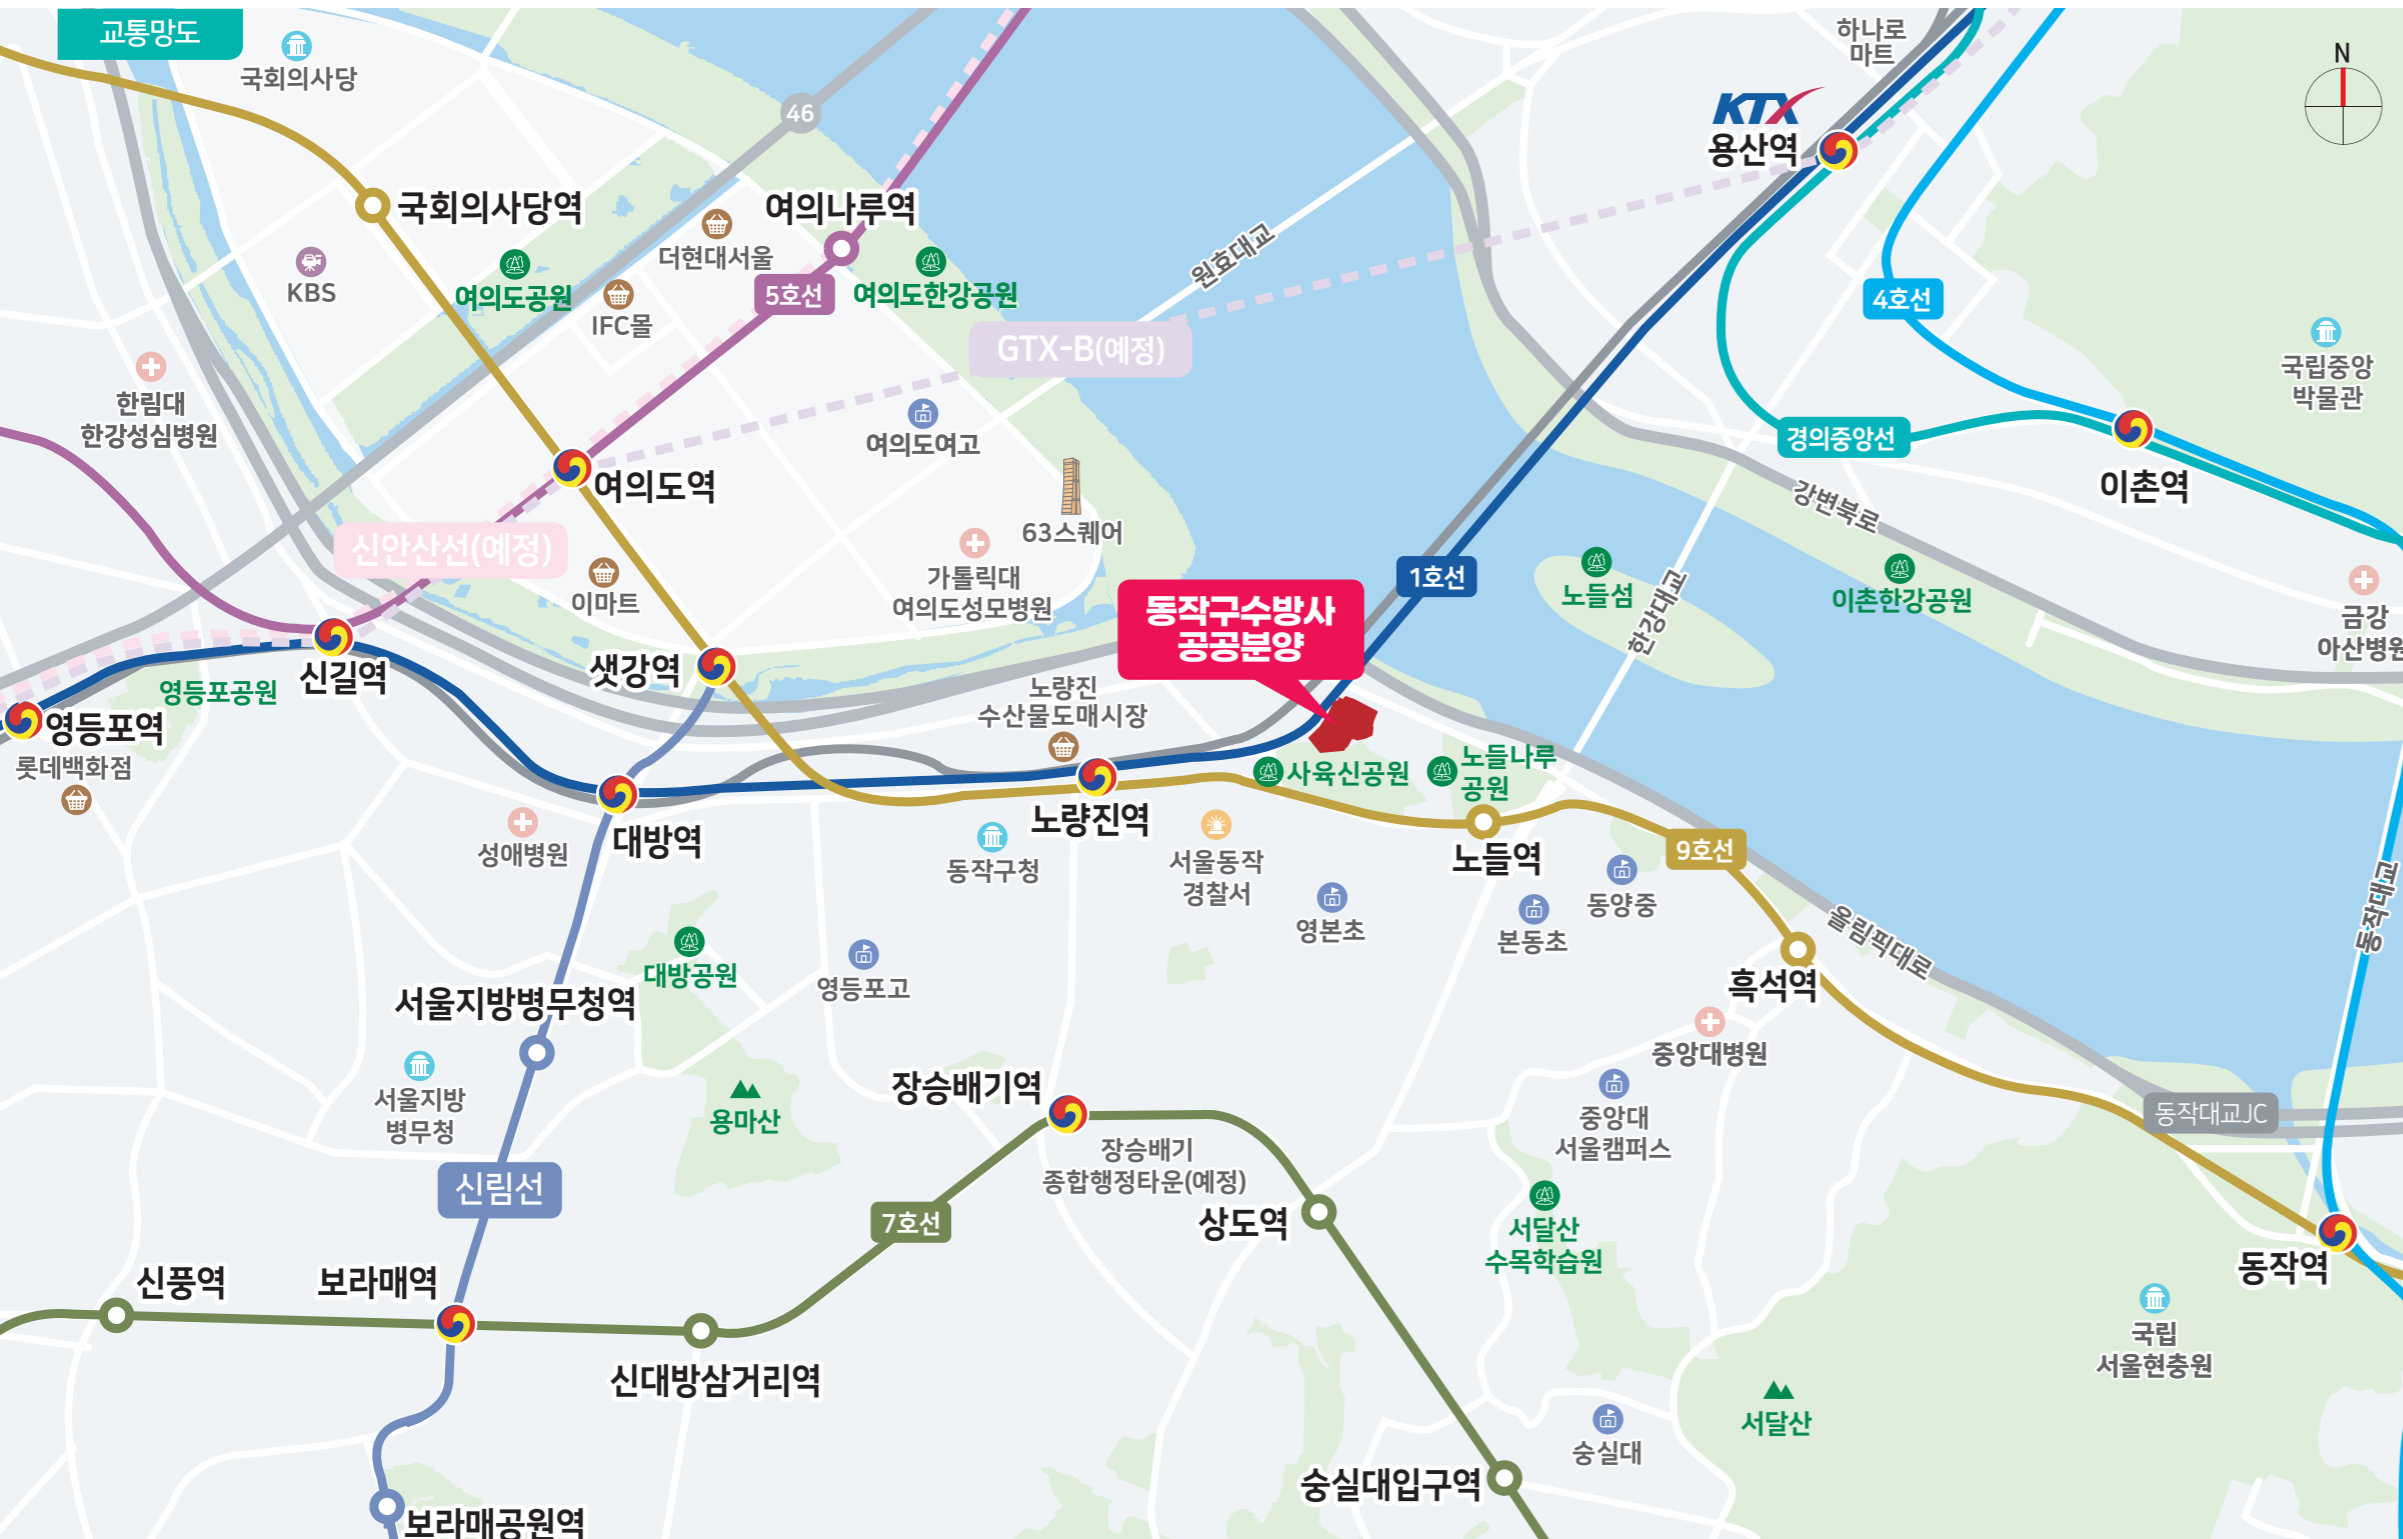 교통망도
국회의사당
46
하나로
마트
N
KTX
용산역
국회의사당역
여의나루역
더현대서울
KBS
여의도공원
5호선
여의도한강공원
IFC몰
원효대교
4호선
GTX-B(예정)
국립중앙
박물관
한림대
한강성심병원
여의도여고
경의중앙선
여의도역
이촌역
강변북로
63스퀘어
신안산선(예정)
이마트
가톨릭대
여의도성모병원
1호선
노들섬
이촌한강공원
한강대교
금강
아산병원
동작구수방사
공공분양
샛강역
신길역
영등포공원
노량진
수산물도매시장
영등포역
롯데백화점
사육신공원
노들나루
공원
성애병원
대방역
노량진역
동작구청
서울동작
경찰서
노들역
9호선
동양중
영본초
본동초
동작대교
올림픽대로
대방공원
영등포고
흑석역
서울지방병무청역
중앙대병원
서울지방
병무청
용마산
장승배기역
장승배기
종합행정타운(예정)
중앙대
서울캠퍼스
동작대교JC
신림선
7호선
상도역
서달산
수목학습원
동작역
신풍역
보라매역
신대방삼거리역
국립
서울현충원
서달산
숭실대
숭실대입구역
보라매공원역